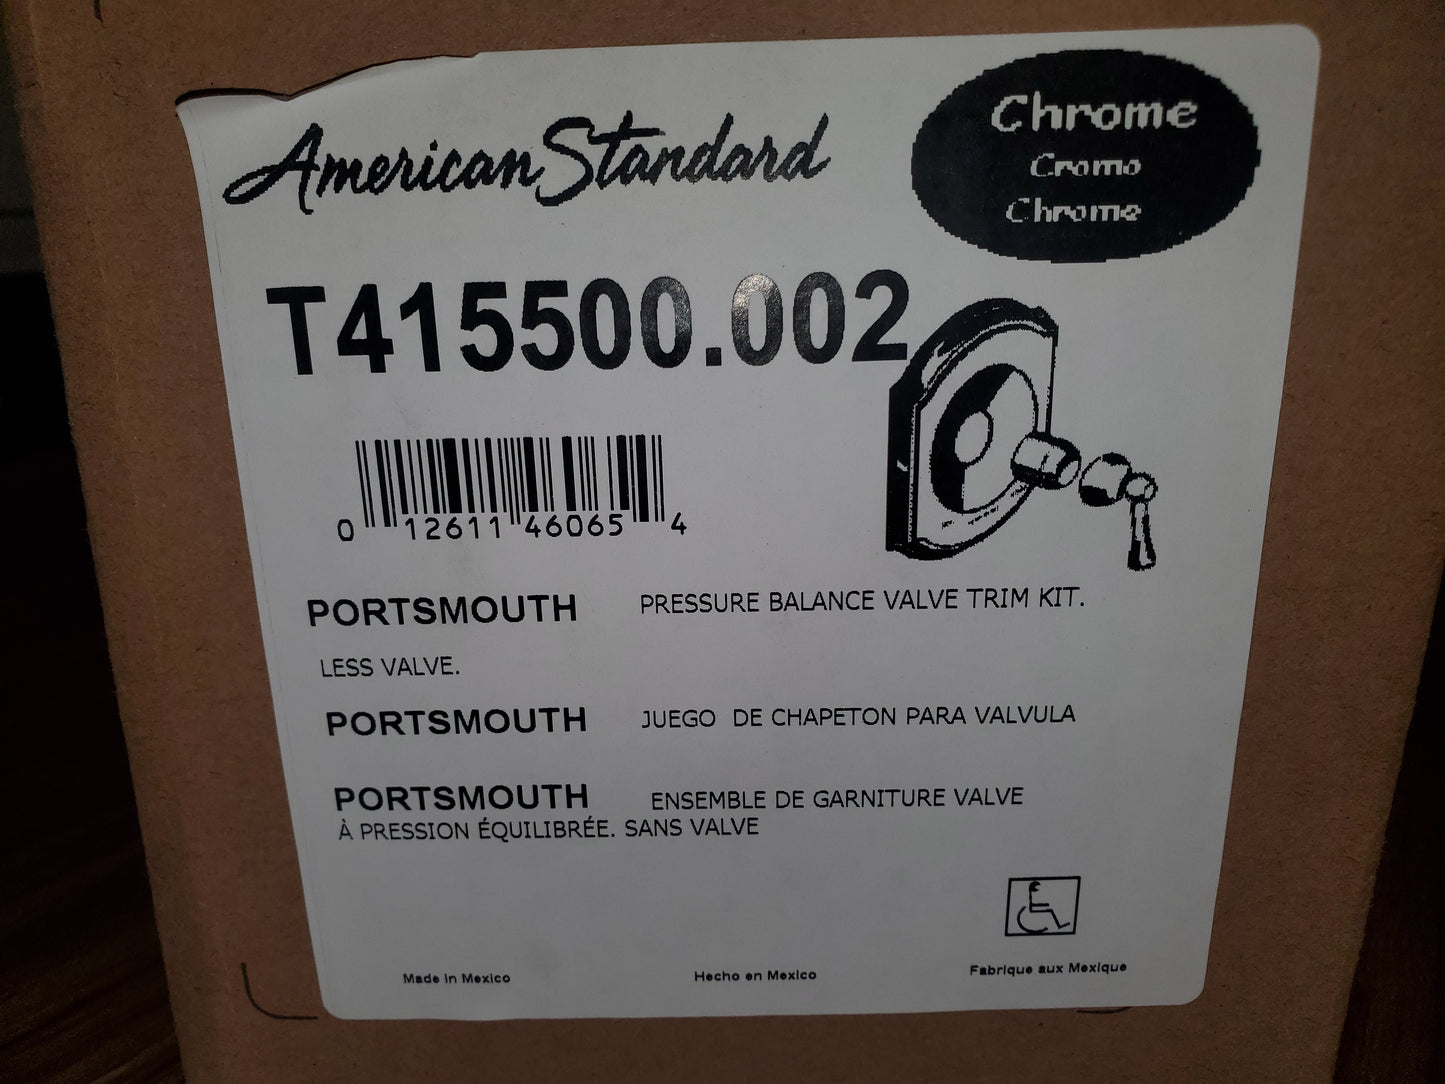 American Standard
Chrome
Cromo
Chrome
T415500.002
0 12611 46065 4
PORTSMOUTH PRESSURE BALANCE VALVE TRIM KIT.
LESS VALVE.
PORTSMOUTH JUEGO DE CHAPETON PARA VALVULA
PORTSMOUTH ENSEMBLE DE GARNITURE VALVE
À PRESSION ÉQUILIBRÉE. SANS VALVE
Made in Mexico Hecho en Mexico Fabrique aux Mexique